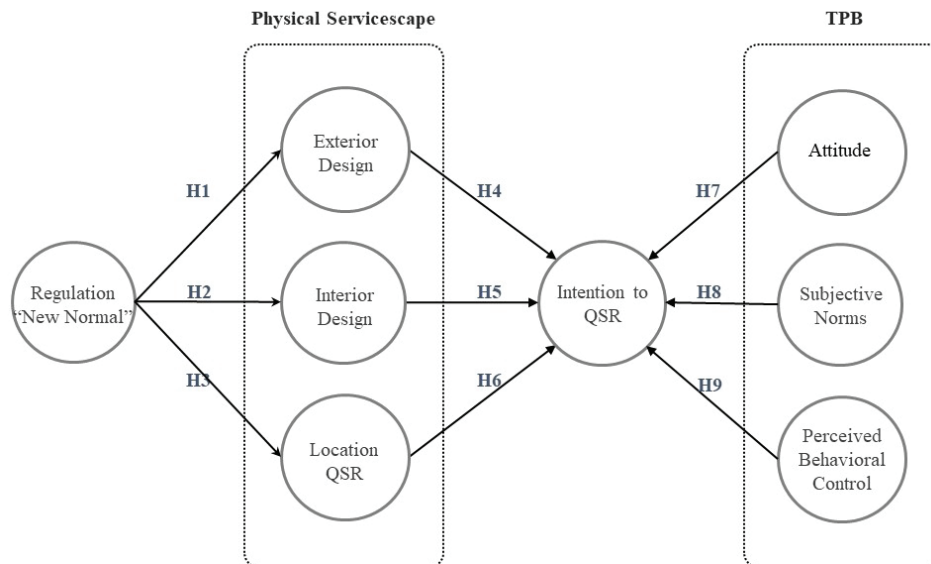 Physical Servicescape
TPB
Exterior
Design
Attitude
H1
H4
H7
Regulation
"New Normal"
H2
Interior
Design
H5
Intention to
QSR
H8
Subjective
Norms
H3
H6
H9
Location
QSR
Perceived
Behavioral
Control